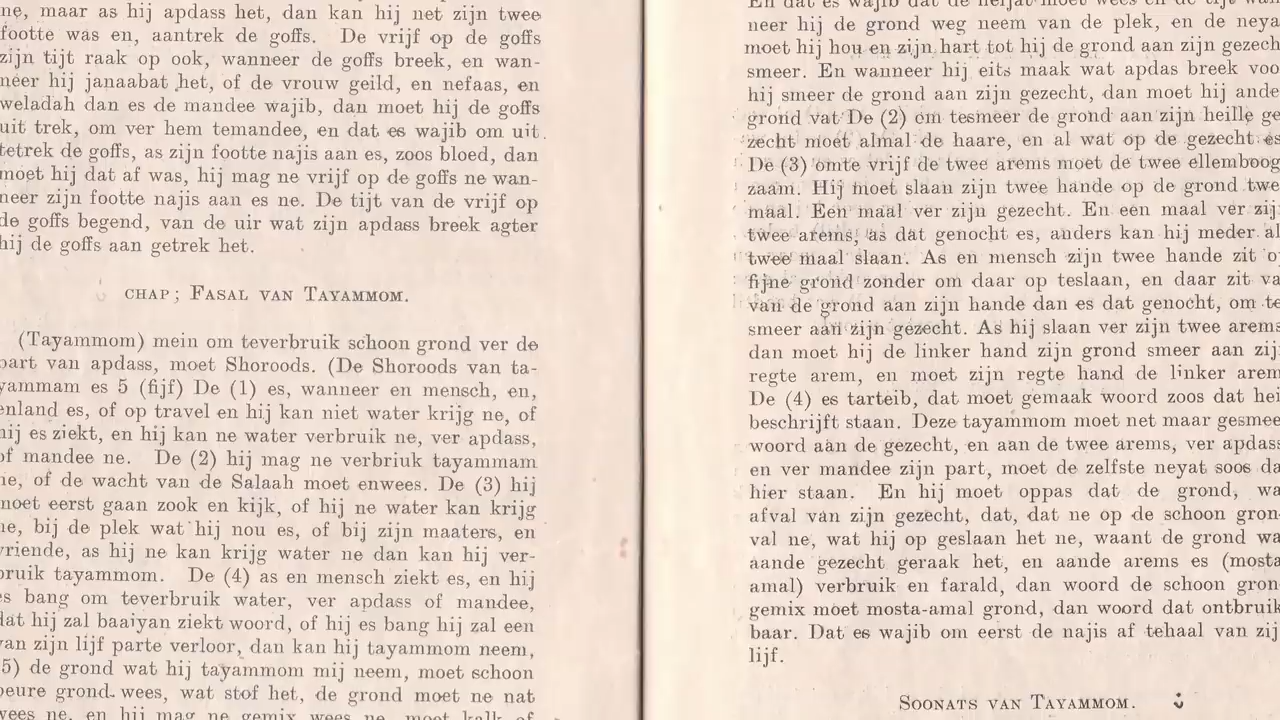 ne, maar as hij apdass het, dan kan hij net zijn twee
footte was en, aantrek de goffs. De vrijf op de goffs
zijn tijt raak op ook, wanneer de goffs breek, en wan-
neer hij janaabat het, of de vrouw geild, en nefaas, en
weladah dan es de mandee wajib, dan moet hij de goffs
uit trek, om ver hem temandee, en dat es wajib om uit
tetrek de goffs, as zijn footte najis aan es, zoos bloed, dan
moet hij dat af was, hij mag ne vrijf op de goffs ne wan-
neer zijn footte najis aan es ne. De tijt van de vrijf op
de goffs begend, van de uir wat zijn apdass breek agter
hij de goffs aan getrek het.
CHAP; FASAL VAN TAYAMMOM.
(Tayammom) mein om teverbruik schoon grond ver de
part van apdass, moet Shoroods. (De Shoroods van ta-
yammam es 5 (fijf) De (1) es, wanneer en mensch, en,
enland es, of op travel en hij kan niet water krijg ne, of
hij es ziekt, en hij kan ne water verbruik ne, ver apdass,
of mandee ne. De (2) hij mag ne verbriuk tayammam
ne, of de wacht van de Salaah moet enwees. De (3) hij
moet eerst gaan zook en kijk, of hij ne water kan krijg
ne, bij de plek wat hij nou es, of bij zijn maaters, en
vriende, as hij ne kan krijg water ne dan kan hij ver-
bruik tayammom. De (4) as en mensch ziekt es, en hij
es bang om teverbruik water, ver apdass of mandee,
dat hij zal baaiyan ziekt woord, of hij es bang hij zal een
van zijn lijf parte verloor, dan kan hij tayammom neem,
5) de grond wat hij tayammom mij neem, moet schoon
peure grond wees, wat stof het, de grond moet ne nat
wees ne, en hij mag ne gemix wees ne, moet kalk of
En dat es wajib dat de neijat moet wees en de tijt wan-
neer hij de grond weg neem van de plek, en de neya
moet hij hou en zijn hart tot hij de grond aan zijn gezech
smeer. En wanneer hij eits maak wat apdas breek voo
hij smeer de grond aan zijn gezecht, dan moet hij ande
grond vat De (2) om tesmeer de grond aan zijn heille ge
zecht moet almal de haare, en al wat op de gezecht es
De (3) omte vrijf de twee arems moet de twee ellemboog
zaam. Hij moet slaan zijn twee hande op de grond twe
maal. Een maal ver zijn gezecht. En een maal ver zij
twee arems, as dat genocht es, anders kan hij meder al
twee maal slaan. As en mensch zijn twee hande zit o
fijne grond zonder om daar op teslaan, en daar zit va
van de grond aan zijn hande dan es dat genocht, om te
smeer aan zijn gezecht. As hij slaan ver zijn twee arems
dan moet hij de linker hand zijn grond smeer aan zij
regte arem, en moet zijn regte hand de linker arem
De (4) es tarteib, dat moet gemaak woord zoos dat hei
beschrijft staan. Deze tayammom moet net maar gesmee
woord aan de gezecht, en aan de twee arems, ver apdas
en ver mandee zijn part, moet de zelfste neyat soos da
hier staan. En hij moet oppas dat de grond, wa
afval van zijn gezecht, dat, dat ne op de schoon gron
val ne, wat hij op geslaan het ne, waant de grond wa
aande gezecht geraak het, en aande arems es (mosta
amal) verbruik en farald, dan woord de schoon gron
gemix moet mosta-amal grond, dan woord dat ontbruik
baar. Dat es wajib om eerst de najis af tehaal van zij
lijf.
SOONATS VAN TAYAMMOM.